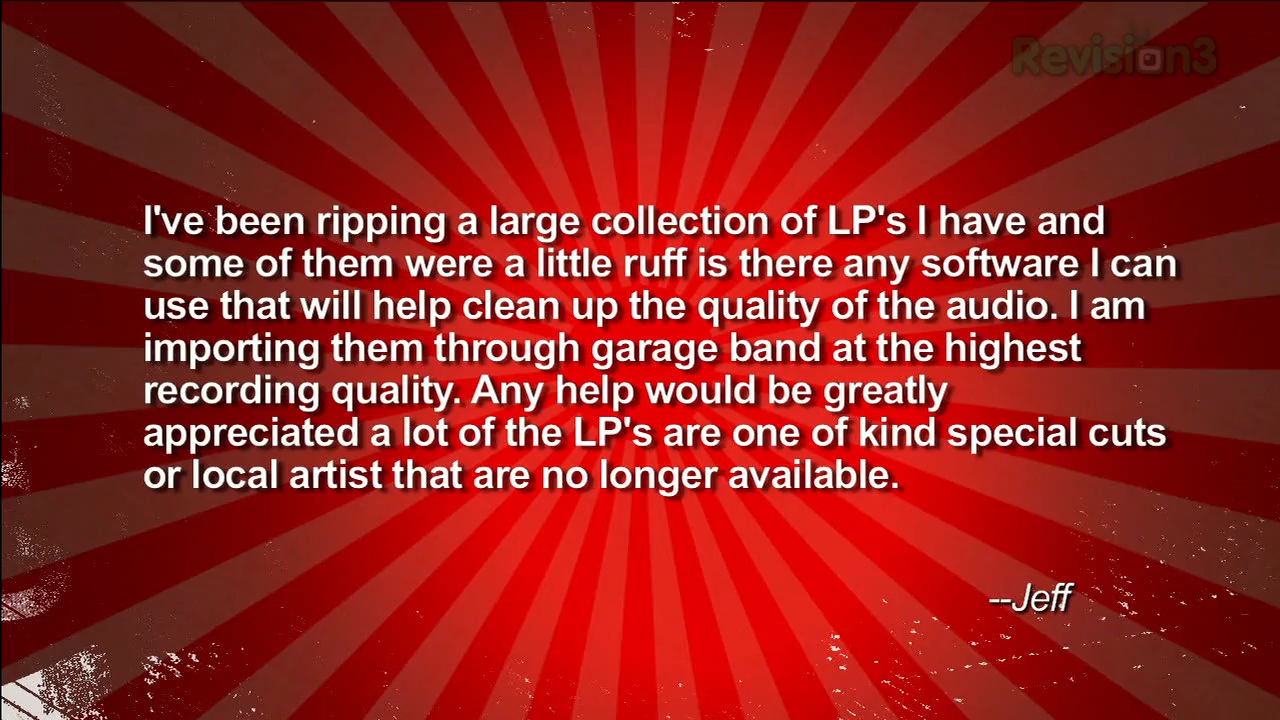 Revision3
I've been ripping a large collection of LP's I have and
some of them were a little ruff is there any software I can
use that will help clean up the quality of the audio. I am
importing them through garage band at the highest
recording quality. Any help would be greatly
appreciated a lot of the LP's are one of kind special cuts
or local artist that are no longer available.
--Jeff